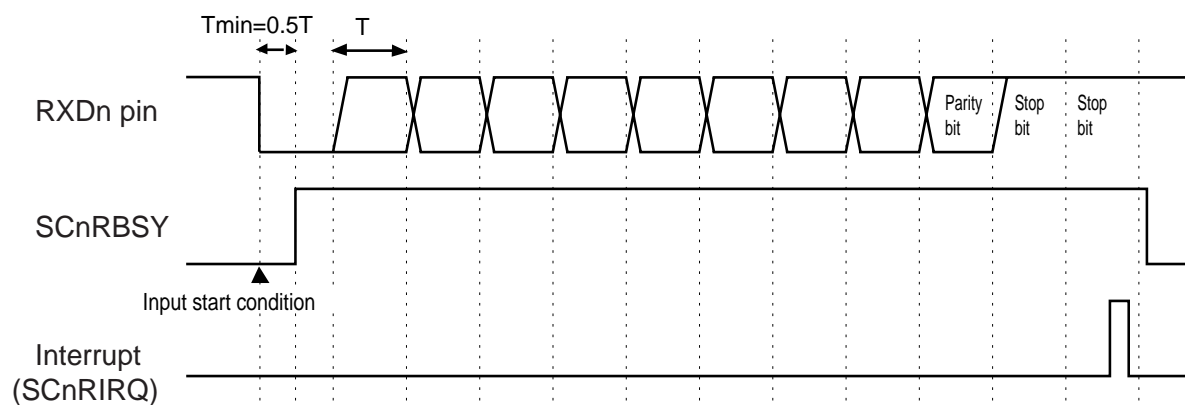 Tmin=0.5T
T
RXDn pin
Parity
bit
Stop
bit
Stop
bit
SCnRBSY
Input start condition
Interrupt
(SCnRIRQ)